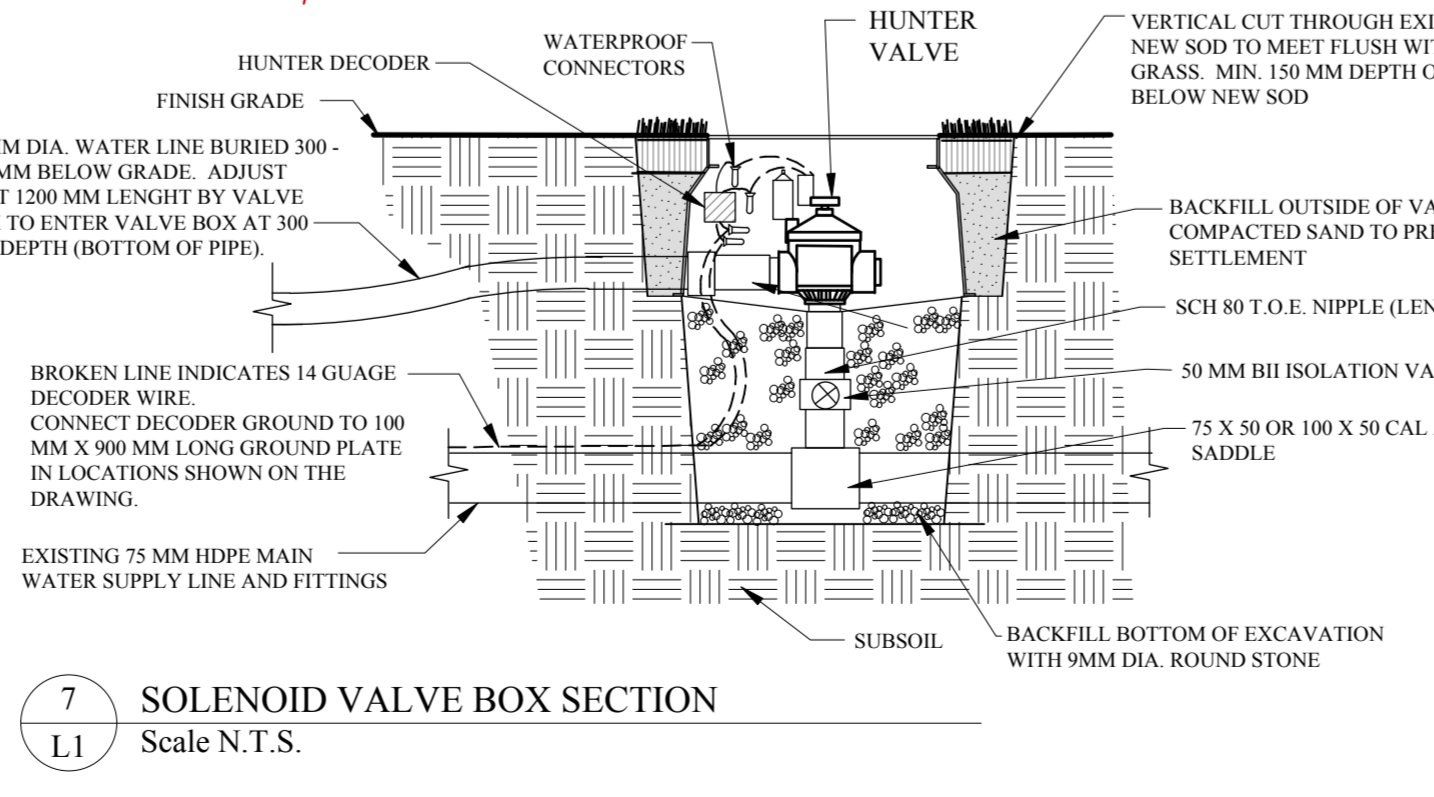 HUNTER
VALVE
WATERPROOF
CONNECTORS
HUNTER DECODER
FINISH GRADE
MM DIA. WATER LINE BURIED 300 -
MM BELOW GRADE. ADJUST
T 1200 MM LENGHT BY VALVE
TO ENTER VALVE BOX AT 300
DEPTH (BOTTOM OF PIPE).
BROKEN LINE INDICATES 14 GUAGE
DECODER WIRE.
CONNECT DECODER GROUND TO 100
MM X 900 MM LONG GROUND PLATE
IN LOCATIONS SHOWN ON THE
DRAWING.
EXISTING 75 MM HDPE MAIN
WATER SUPPLY LINE AND FITTINGS
VERTICAL CUT THROUGH EXI
NEW SOD TO MEET FLUSH WIT
GRASS. MIN. 150 MM DEPTH O
BELOW NEW SOD
BACKFILL OUTSIDE OF VA
COMPACTED SAND TO PRE
SETTLEMENT
SCH 80 T.O.E. NIPPLE (LEN
50 MM BII ISOLATION VA
75 X 50 OR 100 X 50 CAL
SADDLE
SUBSOIL
BACKFILL BOTTOM OF EXCAVATION
WITH 9MM DIA. ROUND STONE
7
L1
SOLENOID VALVE BOX SECTION
Scale N.T.S.